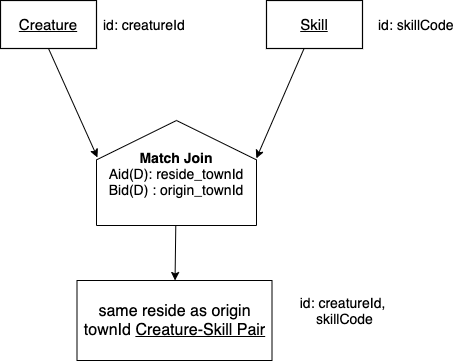 Creature
id: creatureId
Skill
id: skillCode
Match Join
Aid(D): reside_townId
Bid(D) : origin_townId
same reside as origin
townId Creature-Skill Pair
id: creatureId,
skillCode